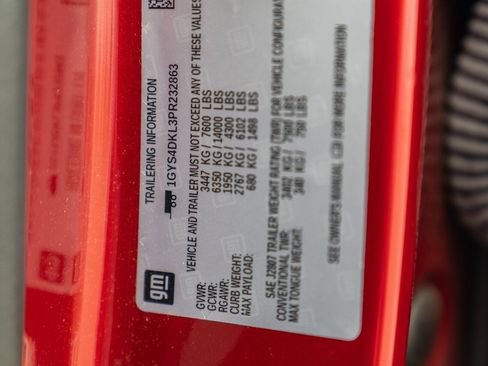 gm
TRAILERING INFORMATION
1GYS4DKL3PR232863
VEHICLE AND TRAILER MUST NOT EXCEED ANY OF THESE VALUES
GVWR: 3447 KG / 7600 LBS
GCWR: 6350 KG / 14000 LBS
RGAWR: 1950 KG / 4300 LBS
CURB WEIGHT: 2767 KG / 6102 LBS
MAX PAYLOAD: 680 KG / 1498 LBS
SAE J2807 TRAILER WEIGHT RATING (TWR) FOR VEHICLE CONFIGURAT
CONVENTIONAL TWR: 3402 KG / 7500 LBS
MAX TONGUE WEIGHT: 340 KG / 750 LBS
SEE OWNER'S MANUAL FOR MORE INFORMATION